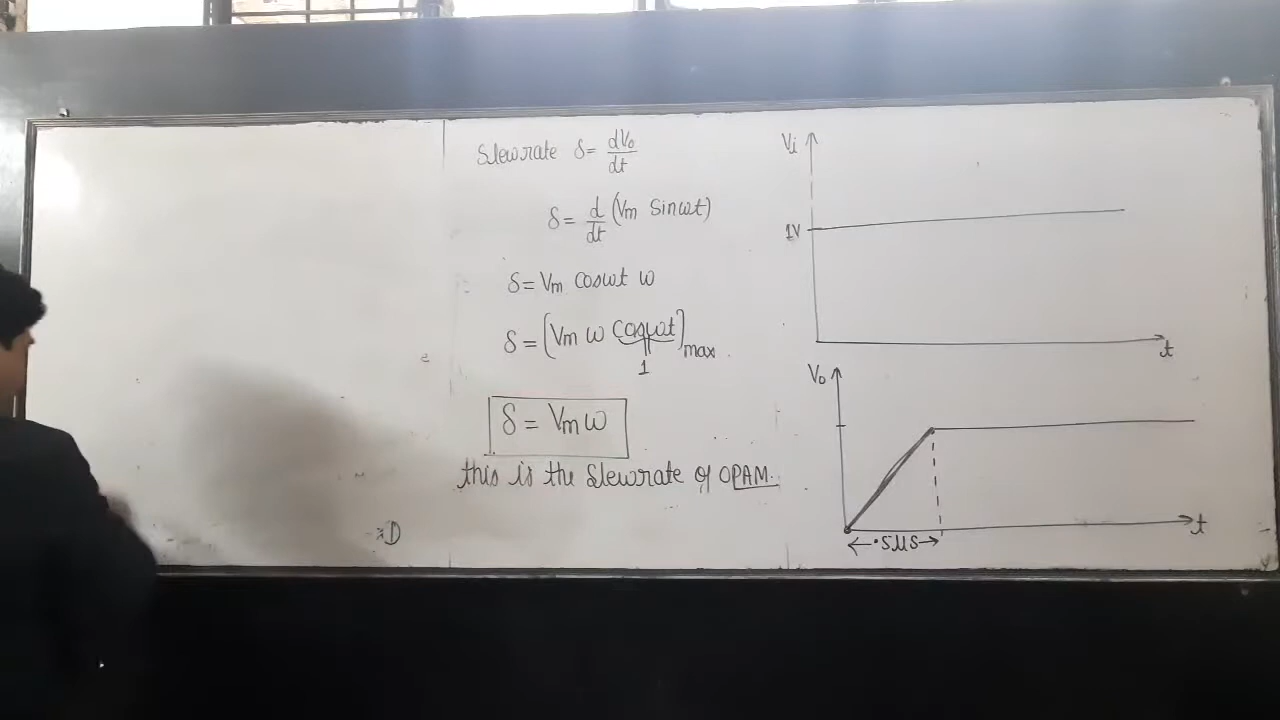 Slewrate δ = dV₀/dt
δ = d/dt (Vm sinωt)
δ = Vm cosωt ω
δ = [Vm ω cosωt]max
1
δ = Vm ω
this is the Slewrate of OPAM.
Vi
1V
t
V₀
t
.5μs